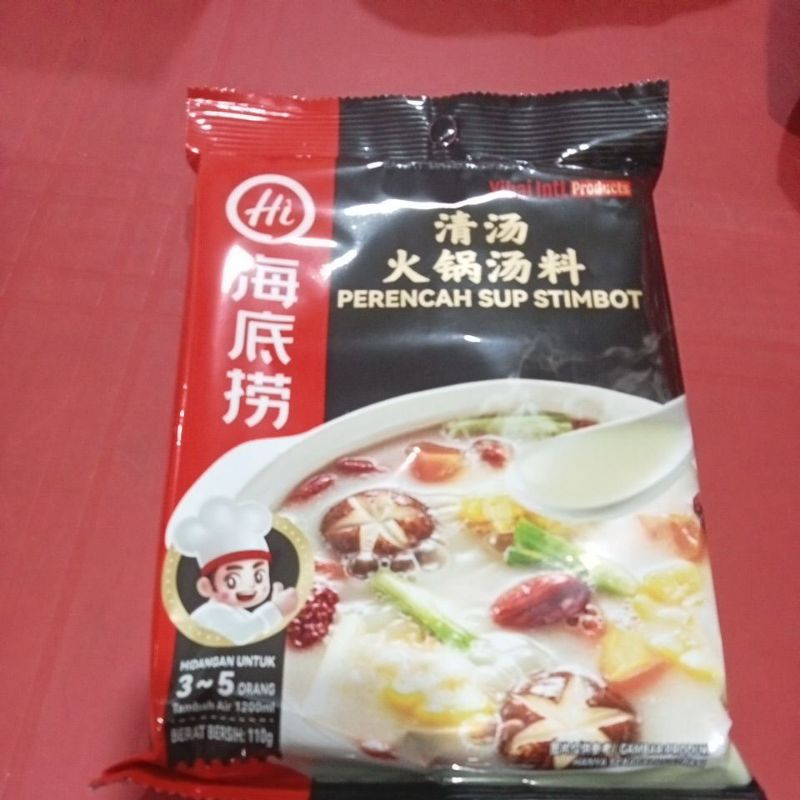 Hi
海底捞
Yihai Intl Products
清汤
火锅汤料
PERENCAH SUP STIMBOT
HIDANGAN UNTUK
3~5 ORANG
Tambah Air 1200ml
BERAT BERSIH: 110g